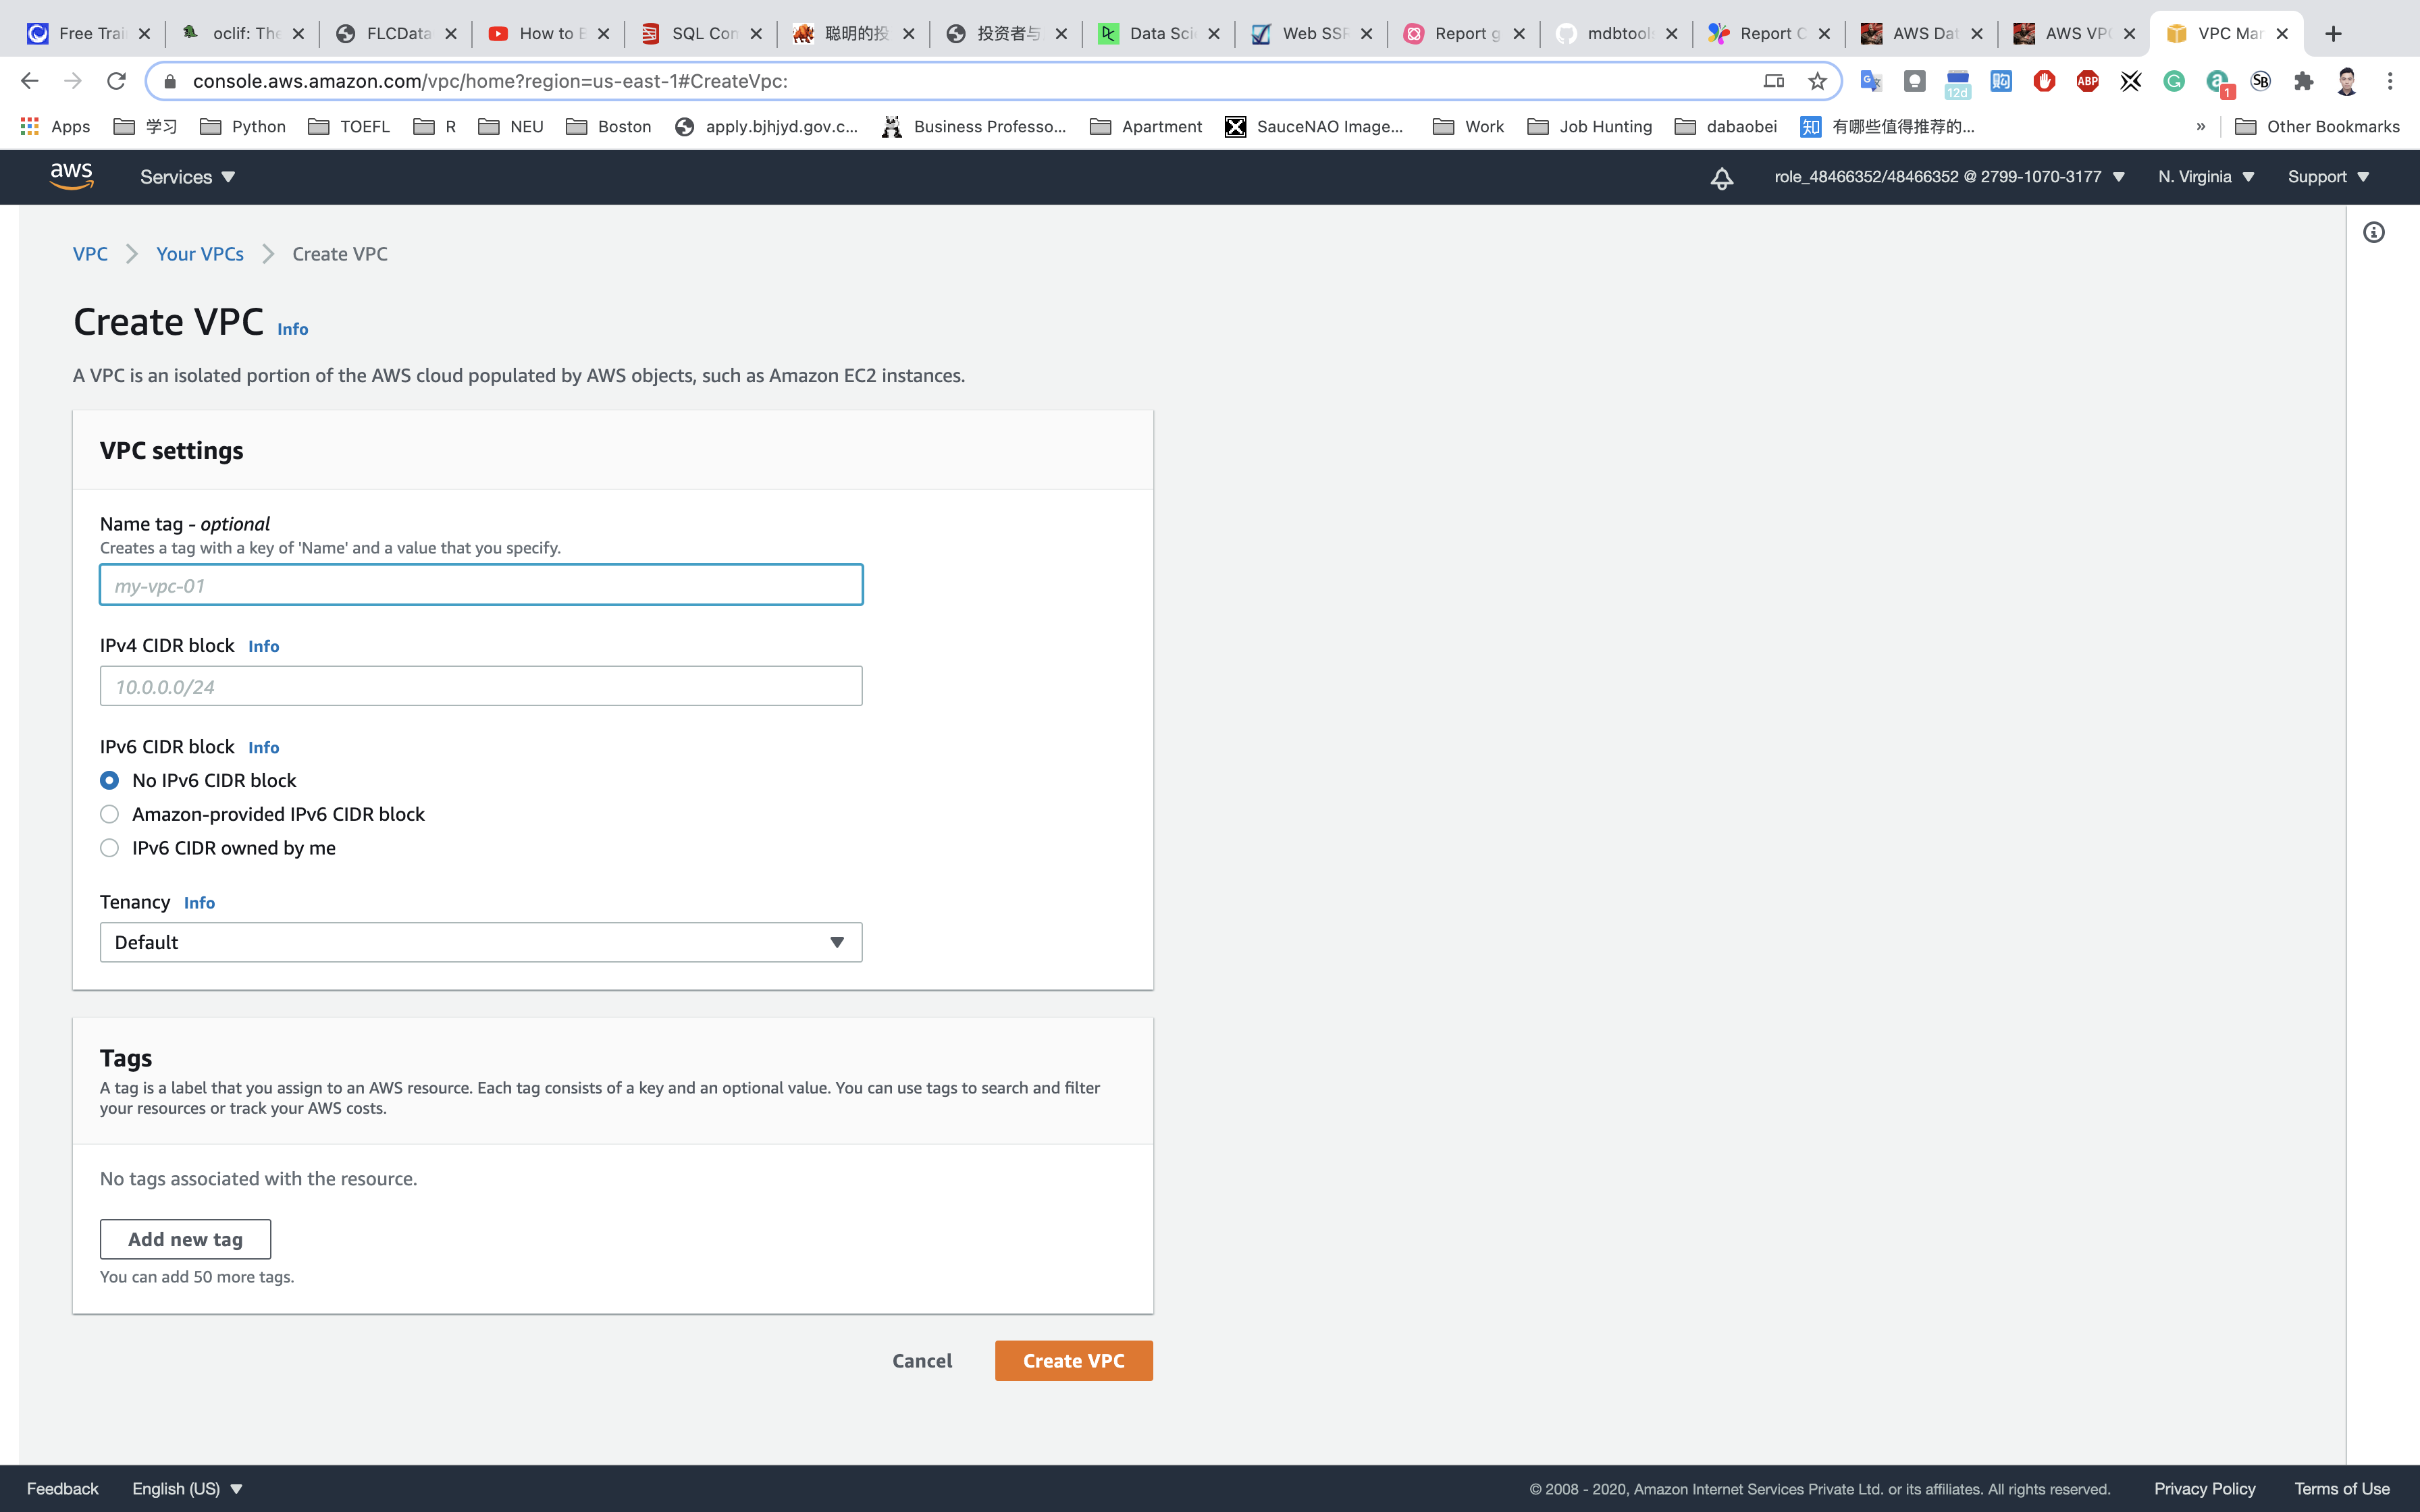 Free Trai
oclif: The
FLCData
How to E
SQL Con
聪明的投
投资者与
Data Sci
Web SSR
Report g
mdbtools
Report C
AWS Dat
AWS VPC
VPC Man
console.aws.amazon.com/vpc/home?region=us-east-1#CreateVpc:
12d
ABP
1
SB
Apps
学习
Python
TOEFL
R
NEU
Boston
apply.bjhjyd.gov.c...
Business Professo...
Apartment
SauceNAO Image...
Work
Job Hunting
dabaobei
知 有哪些值得推荐的...
»
Other Bookmarks
aws
Services
role_48466352/48466352 @ 2799-1070-3177
N. Virginia
Support
VPC
Your VPCs
Create VPC
Create VPC Info
A VPC is an isolated portion of the AWS cloud populated by AWS objects, such as Amazon EC2 instances.
VPC settings
Name tag - optional
Creates a tag with a key of 'Name' and a value that you specify.
my-vpc-01
IPv4 CIDR block Info
10.0.0.0/24
IPv6 CIDR block Info
No IPv6 CIDR block
Amazon-provided IPv6 CIDR block
IPv6 CIDR owned by me
Tenancy Info
Default
Tags
A tag is a label that you assign to an AWS resource. Each tag consists of a key and an optional value. You can use tags to search and filter
your resources or track your AWS costs.
No tags associated with the resource.
Add new tag
You can add 50 more tags.
Cancel
Create VPC
Feedback
English (US)
© 2008 - 2020, Amazon Internet Services Private Ltd. or its affiliates. All rights reserved.
Privacy Policy
Terms of Use